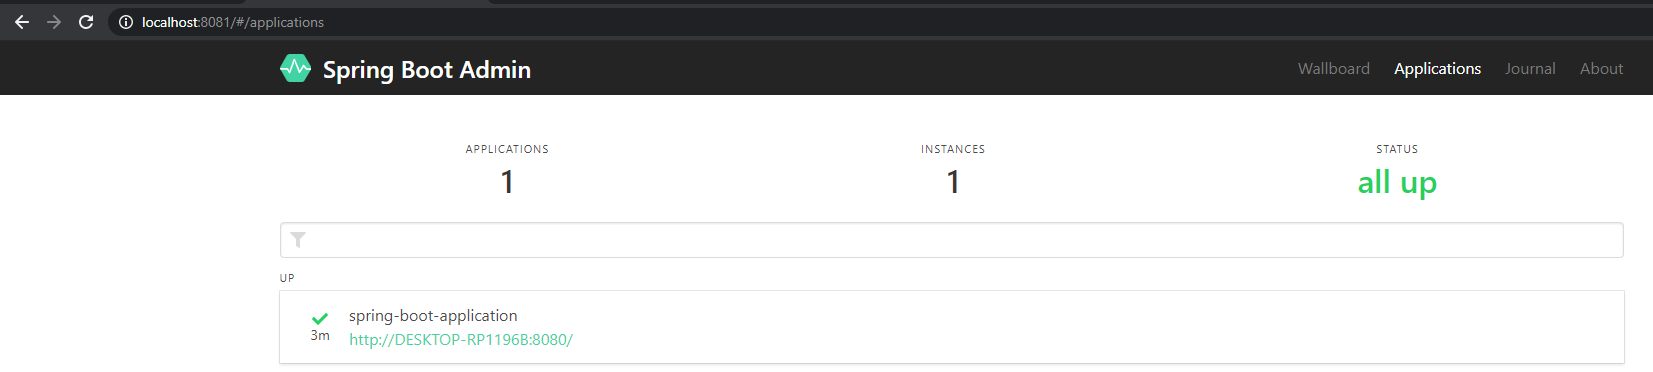 localhost:8081/#/applications
Spring Boot Admin
Wallboard Applications Journal About
APPLICATIONS INSTANCES STATUS
1 1 all up
UP
spring-boot-application
3m
http://DESKTOP-RP1196B:8080/